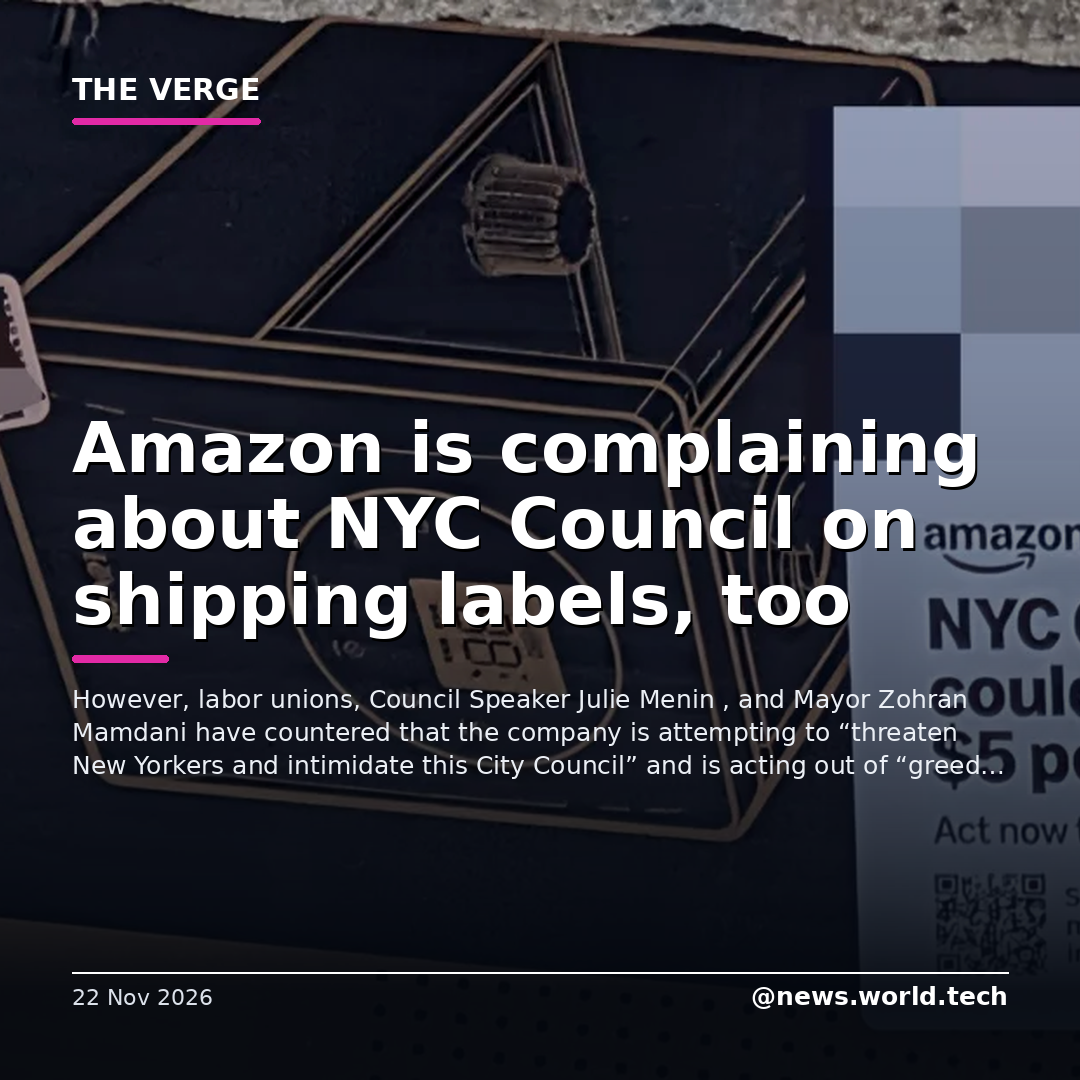 THE VERGE
Amazon is complaining
about NYC Council on
shipping labels, too
However, labor unions, Council Speaker Julie Menin , and Mayor Zohran
Mamdani have countered that the company is attempting to “threaten
New Yorkers and intimidate this City Council” and is acting out of “greed…
amazon
NYC
could
$5
Act now
22 Nov 2026
@news.world.tech